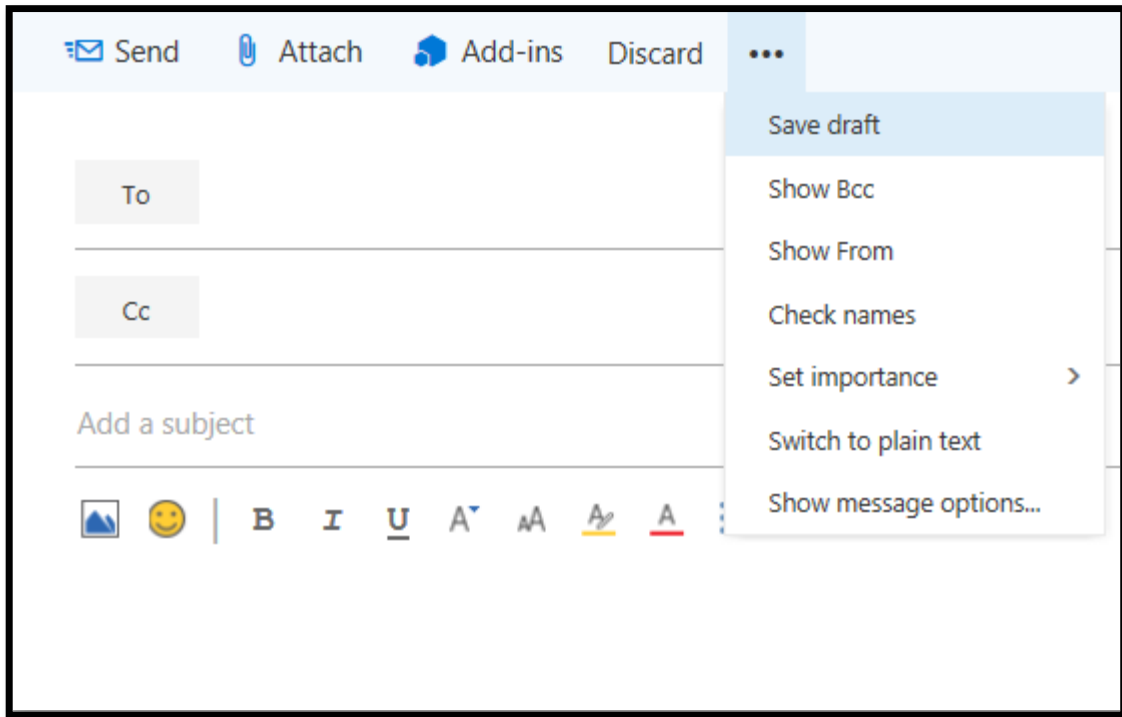 Send Attach Add-ins Discard •••
Save draft
To
Show Bcc
Show From
Cc
Check names
Set importance >
Add a subject
Switch to plain text
Show message options...
B I U A AA A A